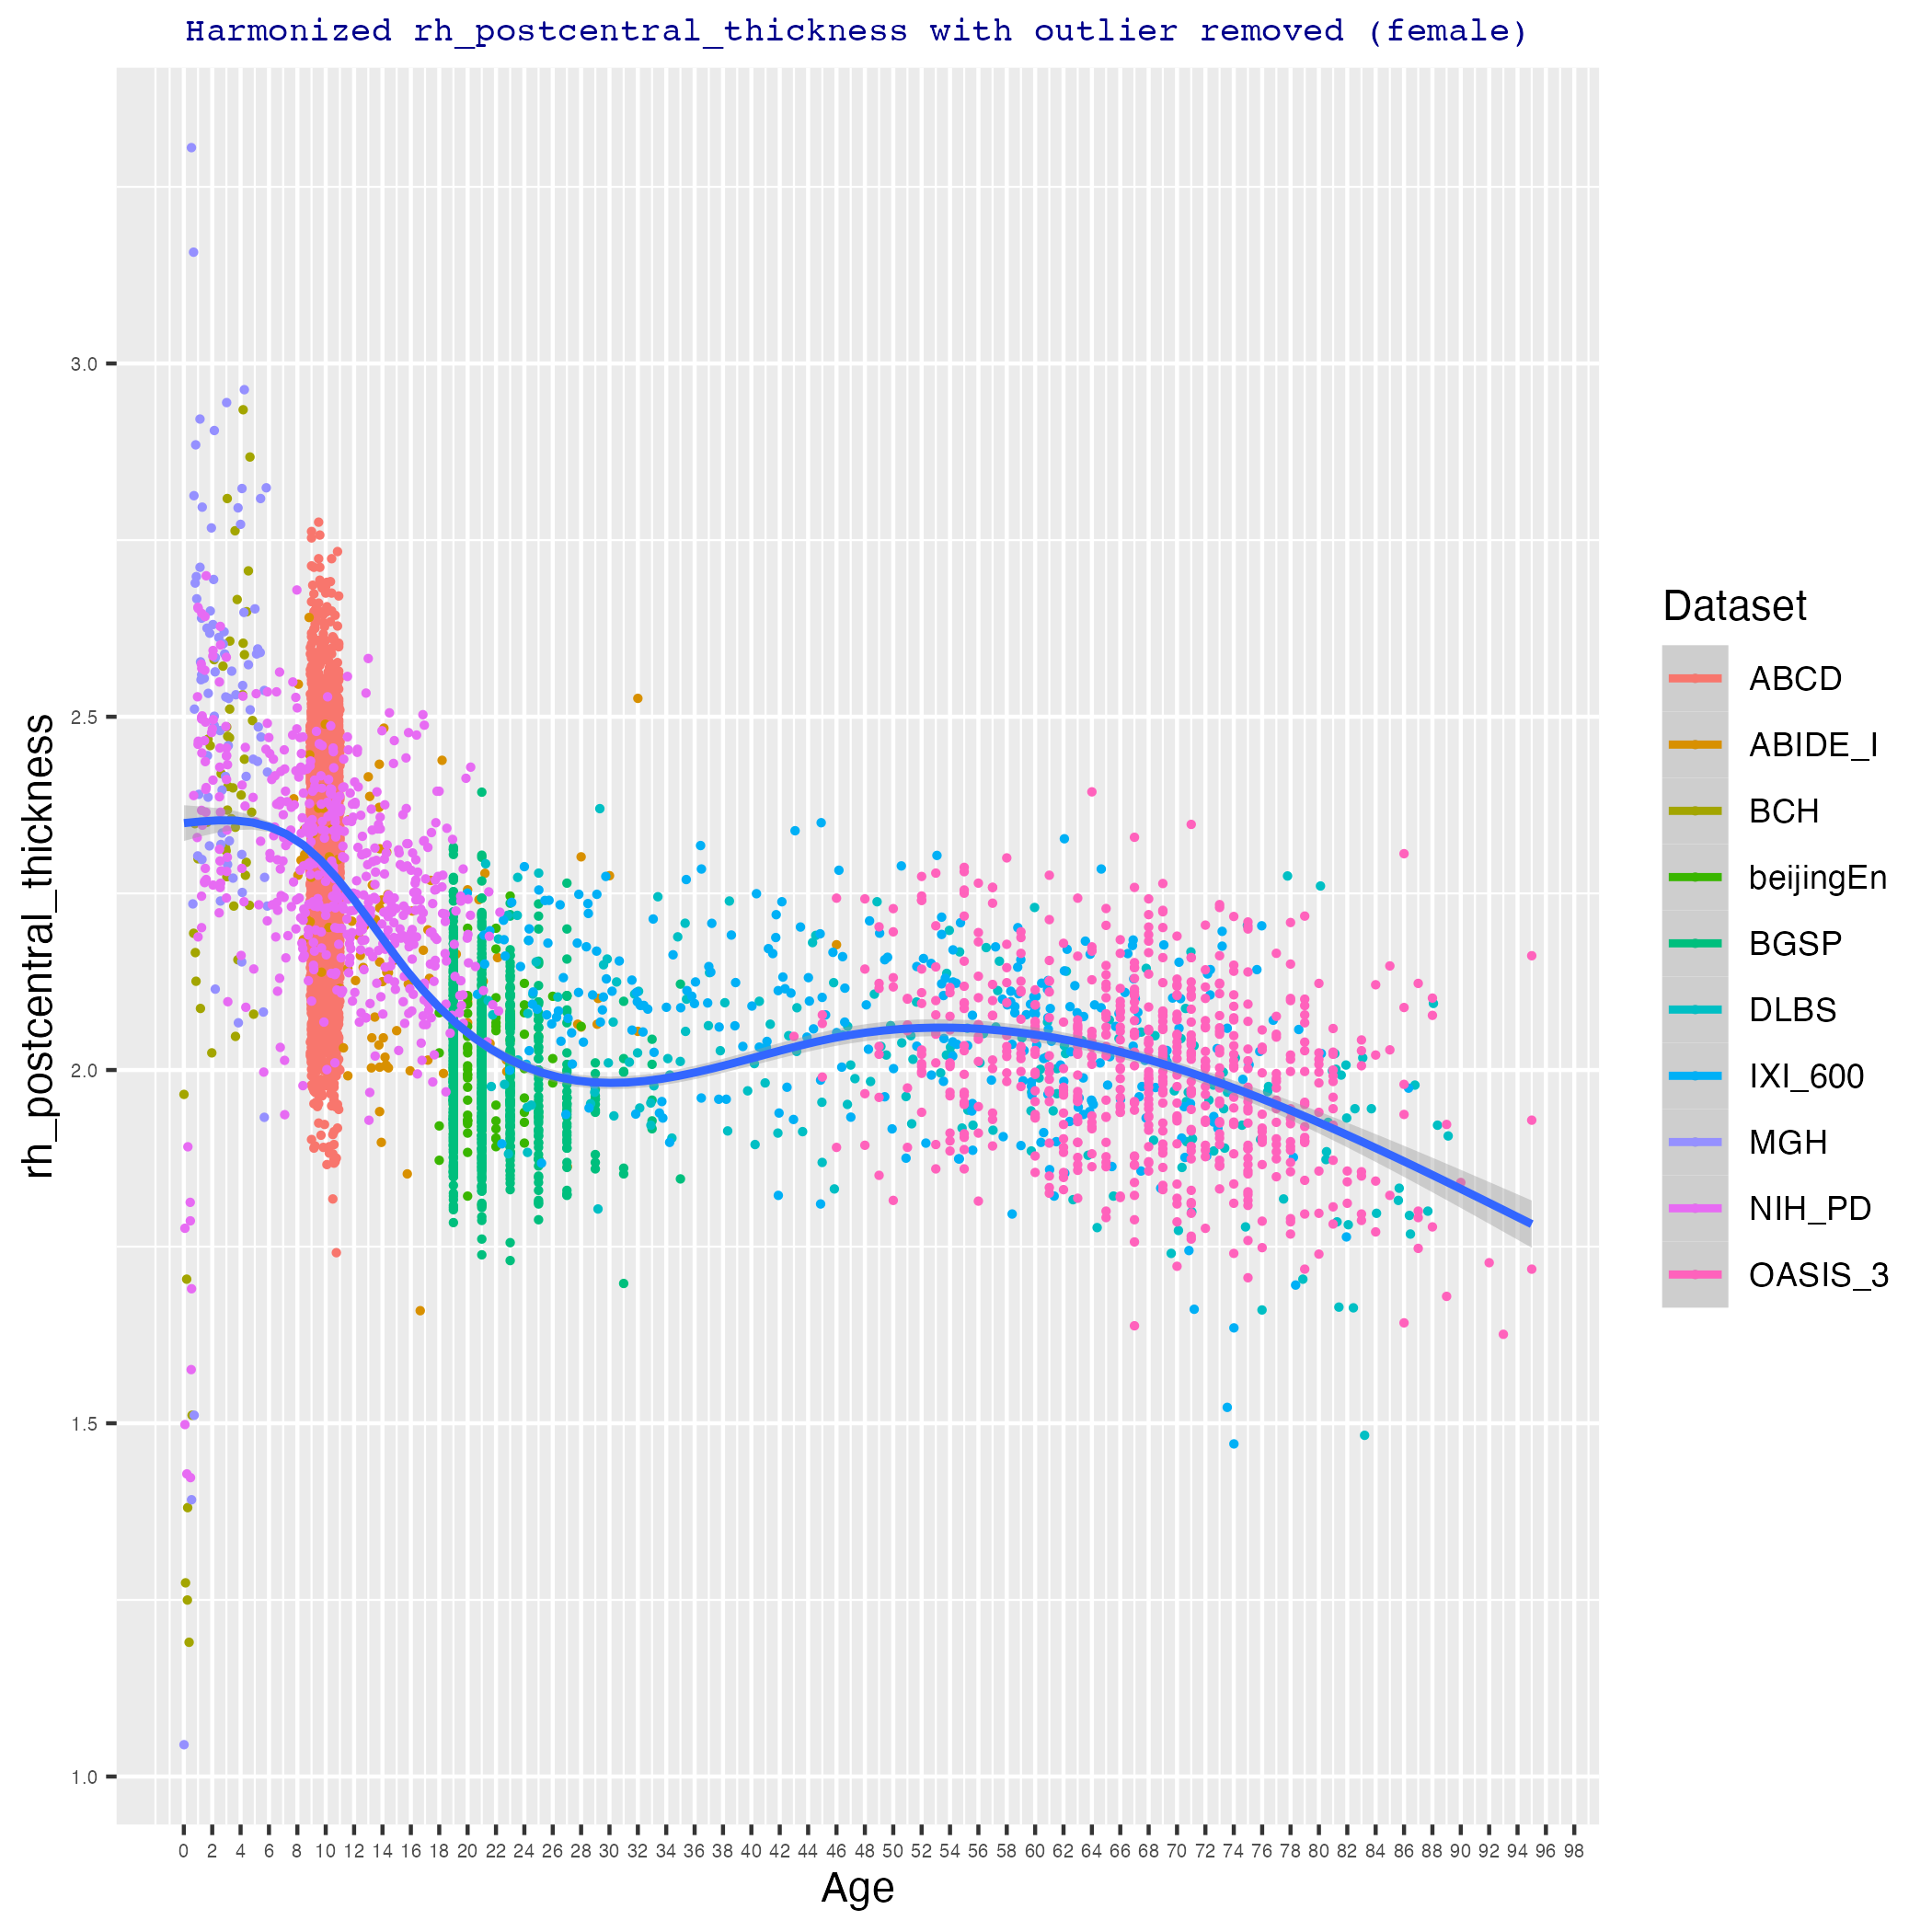 Harmonized rh_postcentral_thickness with outlier removed (female)
rh_postcentral_thickness
3.0
2.5
2.0
1.5
1.0
0 2 4 6 8 10 12 14 16 18 20 22 24 26 28 30 32 34 36 38 40 42 44 46 48 50 52 54 56 58 60 62 64 66 68 70 72 74 76 78 80 82 84 86 88 90 92 94 96 98
Age
Dataset
ABCD
ABIDE_I
BCH
beijingEn
BGSP
DLBS
IXI_600
MGH
NIH_PD
OASIS_3